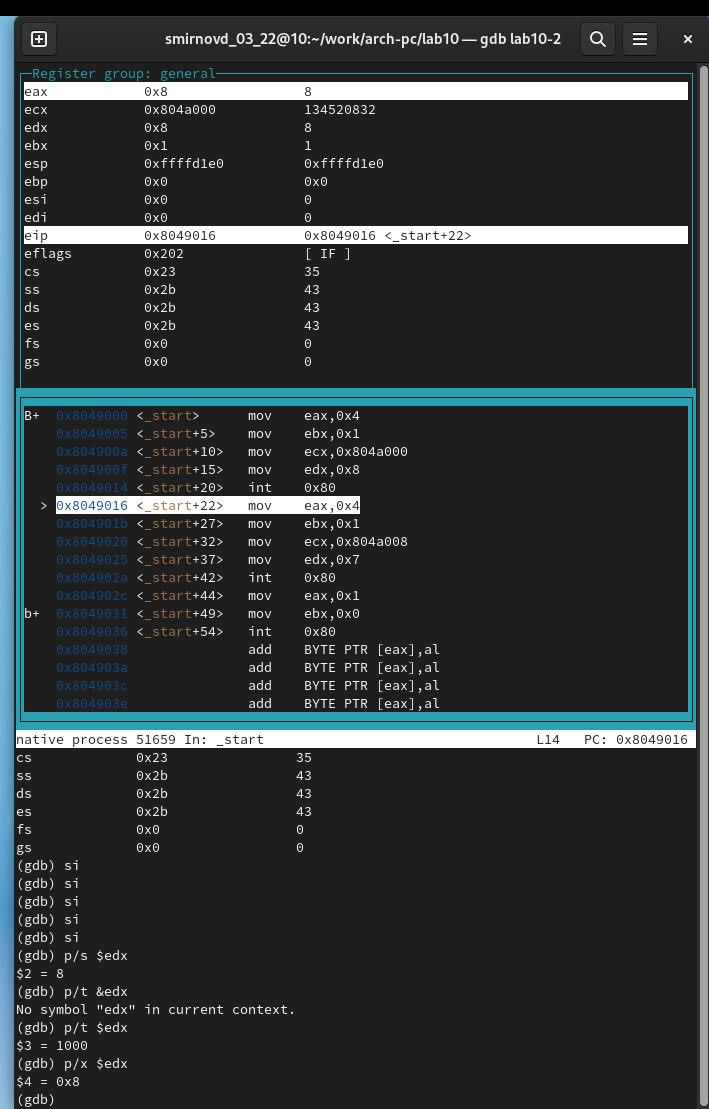 smirnovd_03_22@10:~/work/arch-pc/lab10 — gdb lab10-2
Register group: general
eax 0x8 8
ecx 0x804a000 134520832
edx 0x8 8
ebx 0x1 1
esp 0xffffd1e0 0xffffd1e0
ebp 0x0 0x0
esi 0x0 0
edi 0x0 0
eip 0x8049016 0x8049016 <_start+22>
eflags 0x202 [ IF ]
cs 0x23 35
ss 0x2b 43
ds 0x2b 43
es 0x2b 43
fs 0x0 0
gs 0x0 0
B+ 0x8049000 <_start> mov eax,0x4
0x8049005 <_start+5> mov ebx,0x1
0x804900a <_start+10> mov ecx,0x804a000
0x804900f <_start+15> mov edx,0x8
0x8049014 <_start+20> int 0x80
> 0x8049016 <_start+22> mov eax,0x4
0x804901b <_start+27> mov ebx,0x1
0x8049020 <_start+32> mov ecx,0x804a008
0x8049025 <_start+37> mov edx,0x7
0x804902a <_start+42> int 0x80
0x804902c <_start+44> mov eax,0x1
b+ 0x8049031 <_start+49> mov ebx,0x0
0x8049036 <_start+54> int 0x80
0x8049038 add BYTE PTR [eax],al
0x804903a add BYTE PTR [eax],al
0x804903c add BYTE PTR [eax],al
0x804903e add BYTE PTR [eax],al
native process 51659 In: _start L14 PC: 0x8049016
cs 0x23 35
ss 0x2b 43
ds 0x2b 43
es 0x2b 43
fs 0x0 0
gs 0x0 0
(gdb) si
(gdb) si
(gdb) si
(gdb) si
(gdb) si
(gdb) p/s $edx
$2 = 8
(gdb) p/t &edx
No symbol "edx" in current context.
(gdb) p/t $edx
$3 = 1000
(gdb) p/x $edx
$4 = 0x8
(gdb)